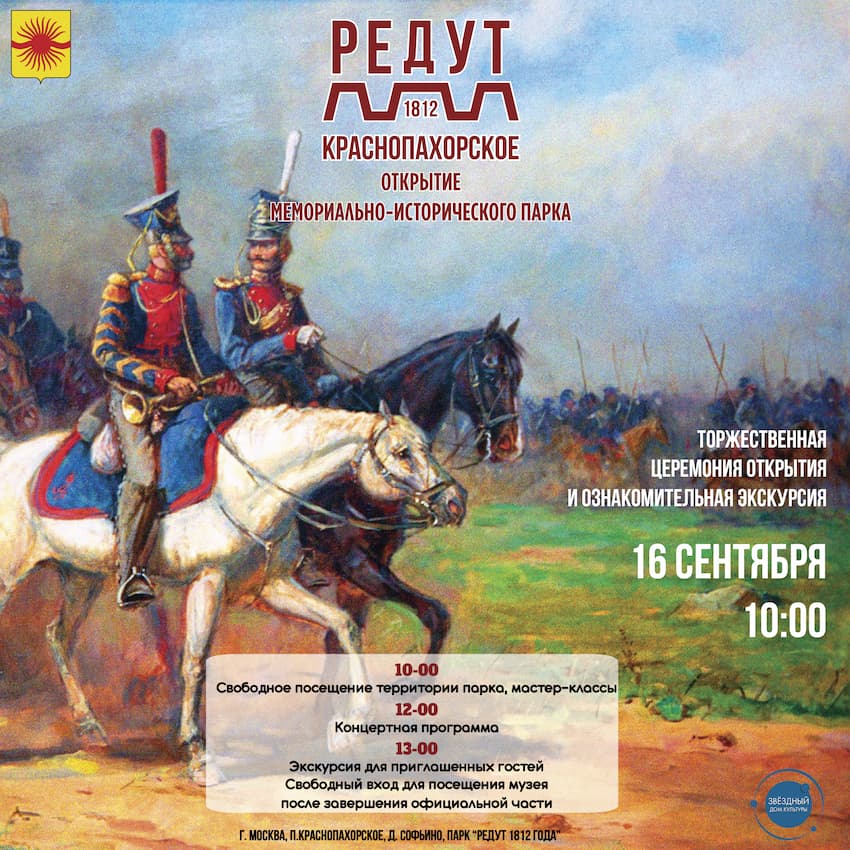 РЕДУТ
1812
КРАСНОПАХОРСКОЕ
ОТКРЫТИЕ
МЕМОРИАЛЬНО-ИСТОРИЧЕСКОГО ПАРКА
ТОРЖЕСТВЕННАЯ
ЦЕРЕМОНИЯ ОТКРЫТИЯ
И ОЗНАКОМИТЕЛЬНАЯ ЭКСКУРСИЯ
16 СЕНТЯБРЯ
10:00
10-00
Свободное посещение территории парка, мастер-классы
12-00
Концертная программа
13-00
Экскурсия для приглашенных гостей
Свободный вход для посещения музея
после завершения официальной части
Г. МОСКВА, П.КРАСНОПАХОРСКОЕ, Д. СОФЬИНО, ПАРК "РЕДУТ 1812 ГОДА"
ЗВЁЗДНЫЙ
ДОМ КУЛЬТУРЫ